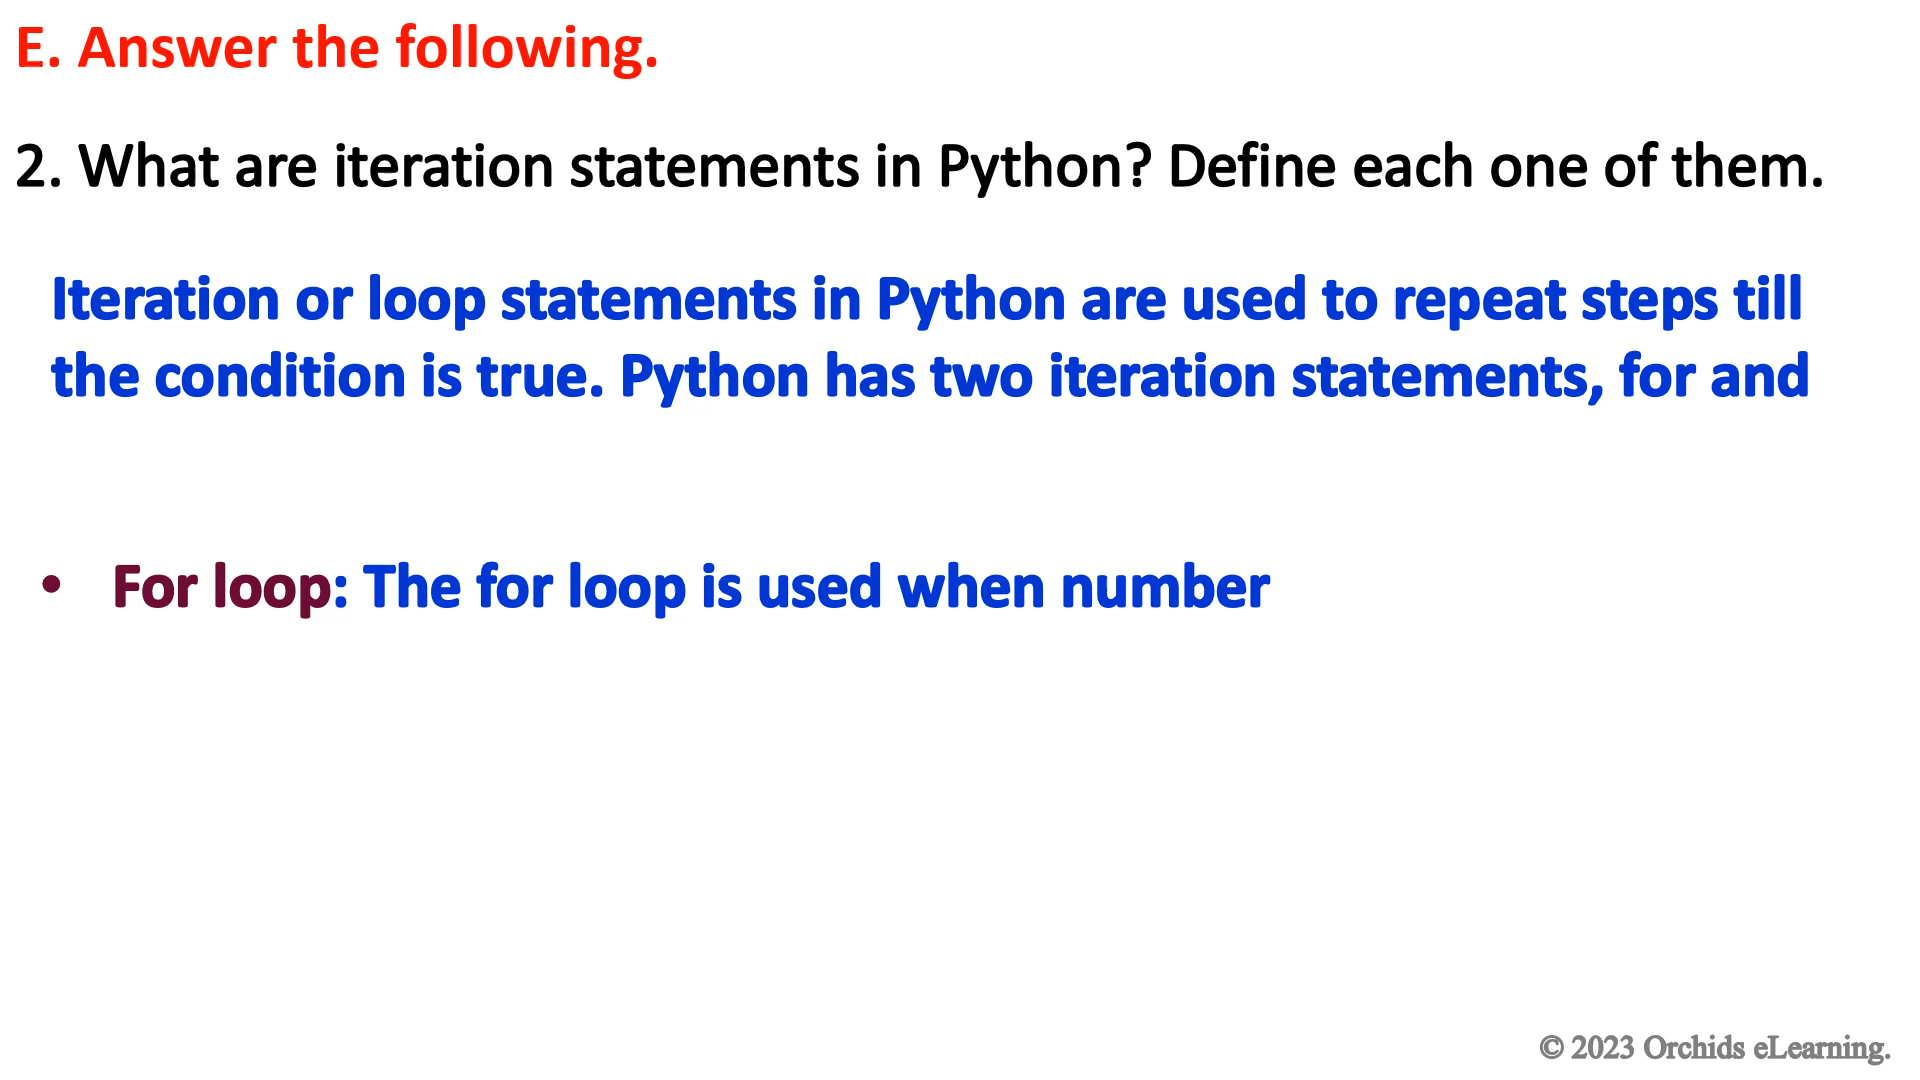 E. Answer the following.
2. What are iteration statements in Python? Define each one of them.
Iteration or loop statements in Python are used to repeat steps till
the condition is true. Python has two iteration statements, for and
• For loop: The for loop is used when number
© 2023 Orchids eLearning.